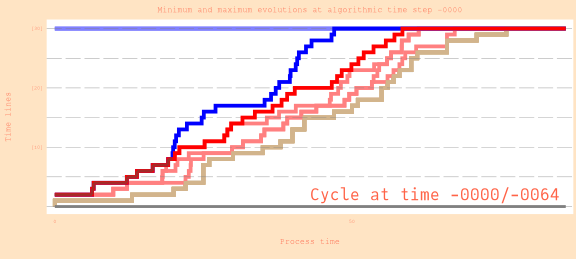 Minimum and maximum evolutions at algorithmic time step -0000
Time lines
Cycle at time -0000/-0064
Process time